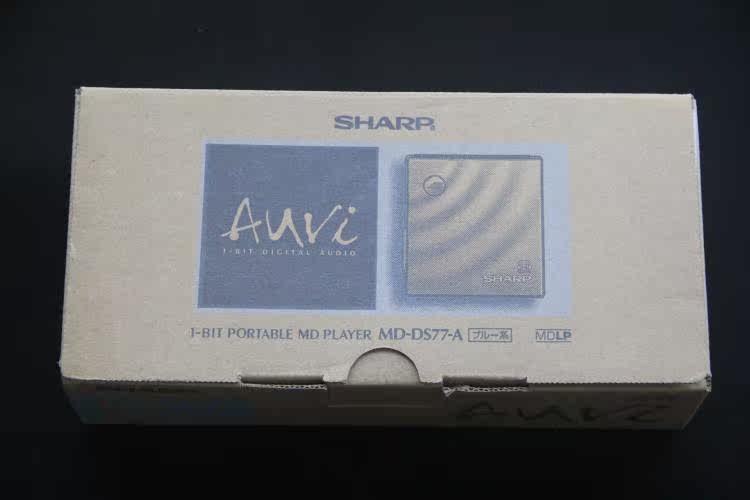 SHARP®
AUVi
1-BIT DIGITAL AUDIO
SHARP
1-BIT PORTABLE MD PLAYER MD-DS77-A ブルー系 MDLP
AUVi